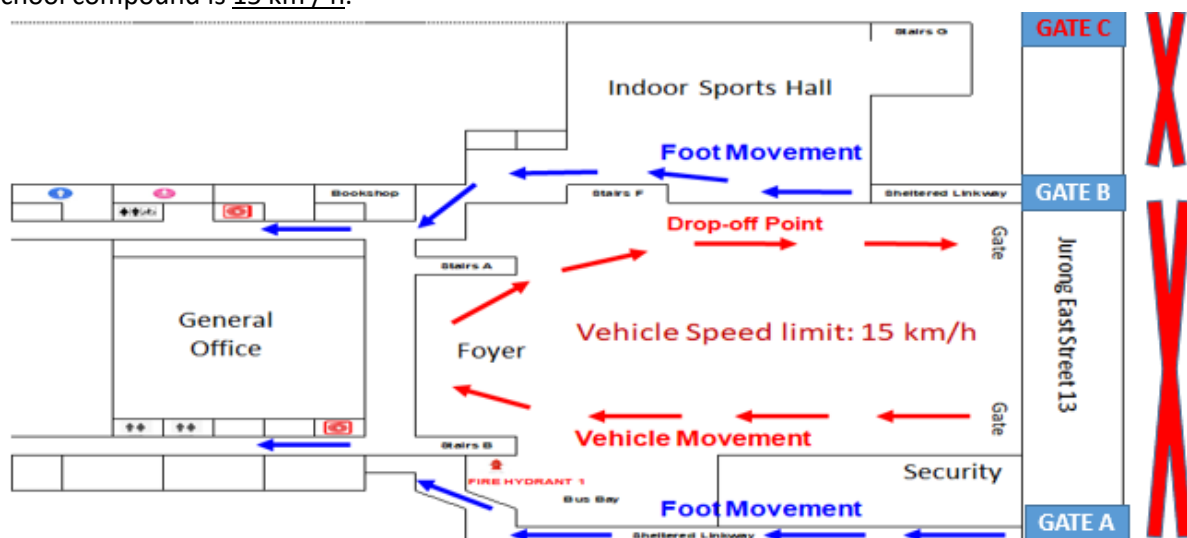 chool compound is 15 km / h.
GATE C
Stairs G
Indoor Sports Hall
Foot Movement
Bookshop
Stairs F
Sheltered Linkway
GATE B
Drop-off Point
Gate
Stairs A
General
Office
Foyer
Vehicle Speed limit: 15 km/h
Jurong East Street 13
Gate
Vehicle Movement
Stairs B
Security
FIRE HYDRANT 1
Bus Bay
Foot Movement
GATE A
Sheltered Linkway